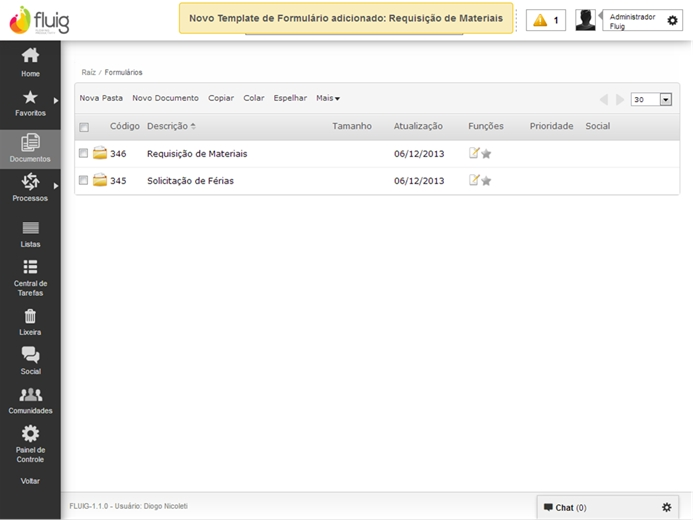 fluig
Novo Template de Formulário adicionado: Requisição de Materiais
1
Administrador
Fluig
Home
Favoritos
Documentos
Processos
Listas
Central de
Tarefas
Lixeira
Social
Comunidades
Painel de
Controle
Voltar
Raíz / Formulários
Nova Pasta Novo Documento Copiar Colar Espelhar Mais
30
Código Descrição Tamanho Atualização Funções Prioridade Social
346 Requisição de Materiais 06/12/2013
345 Solicitação de Férias 06/12/2013
FLUIG-1.1.0 - Usuário: Diogo Nicoleti
Chat (0)